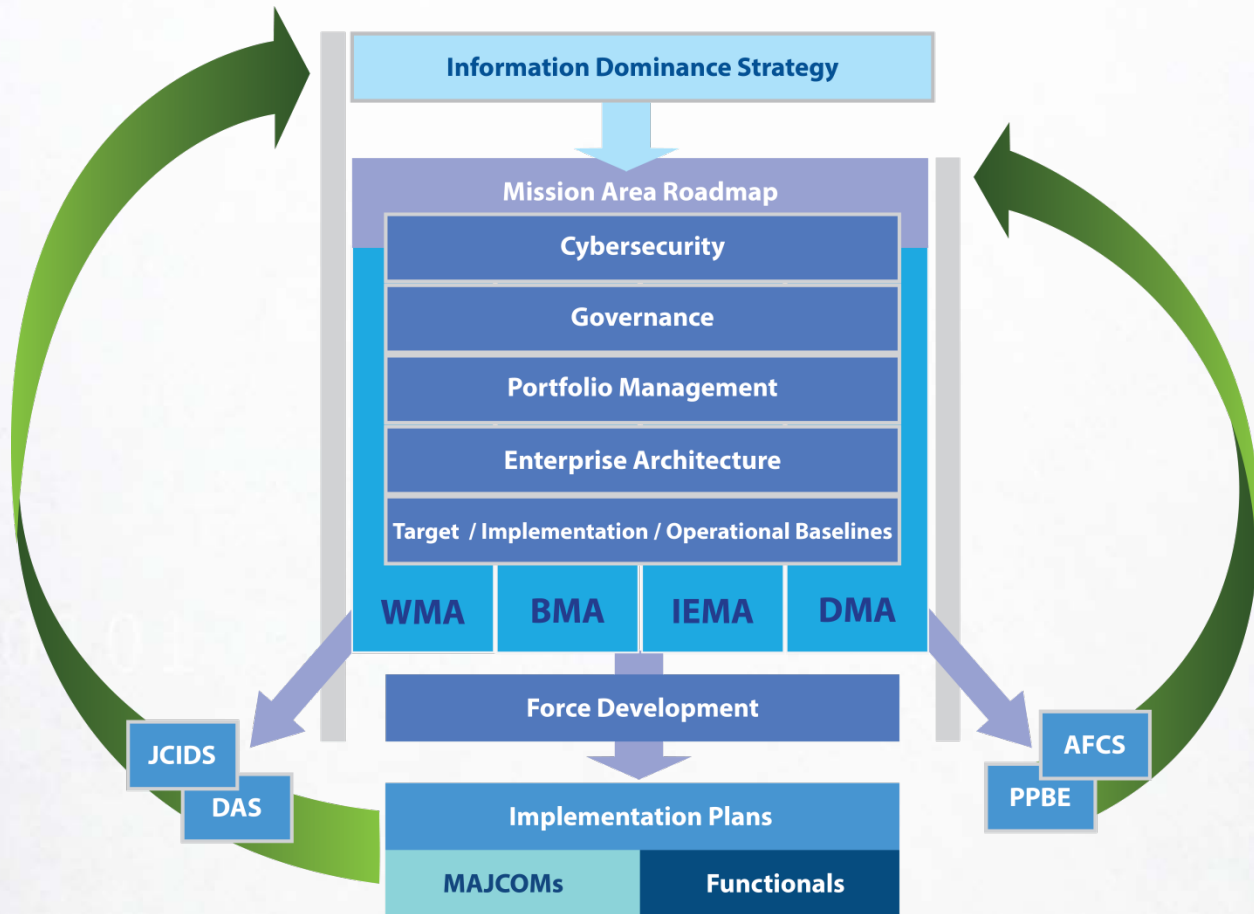 Information Dominance Strategy
Mission Area Roadmap
Cybersecurity
Governance
Portfolio Management
Enterprise Architecture
Target / Implementation / Operational Baselines
WMA BMA IEMA DMA
Force Development
JCIDS
DAS
AFCS
PPBE
Implementation Plans
MAJCOMs Functionals